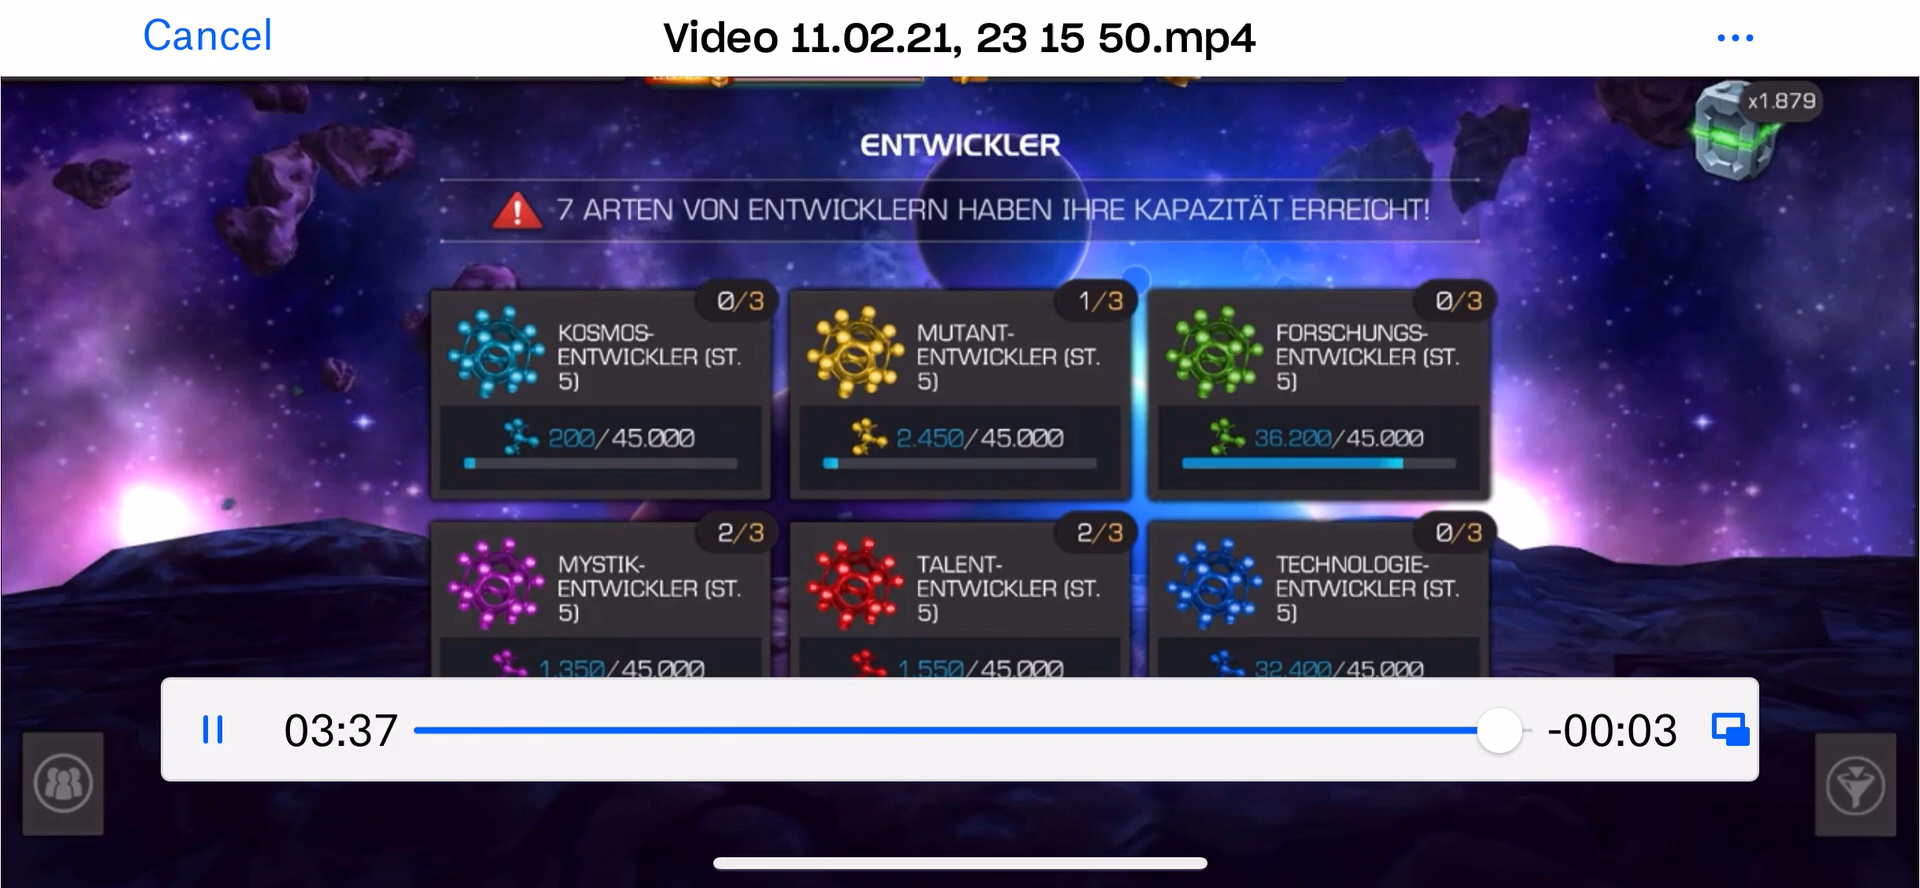 Cancel
Video 11.02.21, 23 15 50.mp4
x1.879
ENTWICKLER
7 ARTEN VON ENTWICKLERN HABEN IHRE KAPAZITÄT ERREICHT!
0/3
KOSMOS-
ENTWICKLER (ST.
5)
200/45.000
1/3
MUTANT-
ENTWICKLER (ST.
5)
2.450/45.000
0/3
FORSCHUNGS-
ENTWICKLER (ST.
5)
36.200/45.000
2/3
MYSTIK-
ENTWICKLER (ST.
5)
1.350/45.000
2/3
TALENT-
ENTWICKLER (ST.
5)
1.550/45.000
0/3
TECHNOLOGIE-
ENTWICKLER (ST.
5)
32.400/45.000
03:37
-00:03